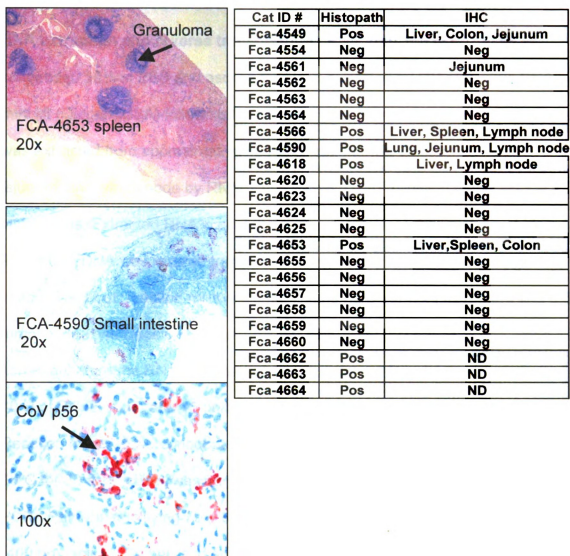 Granuloma
FCA-4653 spleen
20x
FCA-4590 Small intestine
20x
CoV p56
100x
Cat ID # Histopath IHC
Fca-4549 Pos Liver, Colon, Jejunum
Fca-4554 Neg Neg
Fca-4561 Neg Jejunum
Fca-4562 Neg Neg
Fca-4563 Neg Neg
Fca-4564 Neg Neg
Fca-4566 Pos Liver, Spleen, Lymph node
Fca-4590 Pos Lung, Jejunum, Lymph node
Fca-4618 Pos Liver, Lymph node
Fca-4620 Neg Neg
Fca-4623 Neg Neg
Fca-4624 Neg Neg
Fca-4625 Neg Neg
Fca-4653 Pos Liver,Spleen, Colon
Fca-4655 Neg Neg
Fca-4656 Neg Neg
Fca-4657 Neg Neg
Fca-4658 Neg Neg
Fca-4659 Neg Neg
Fca-4660 Neg Neg
Fca-4662 Pos ND
Fca-4663 Pos ND
Fca-4664 Pos ND